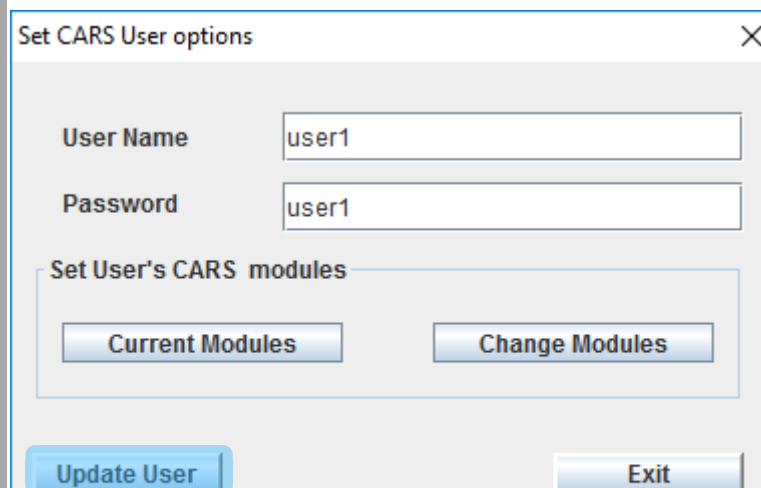 Set CARS User options
User Name user1
Password user1
Set User's CARS modules
Current Modules Change Modules
Update User Exit